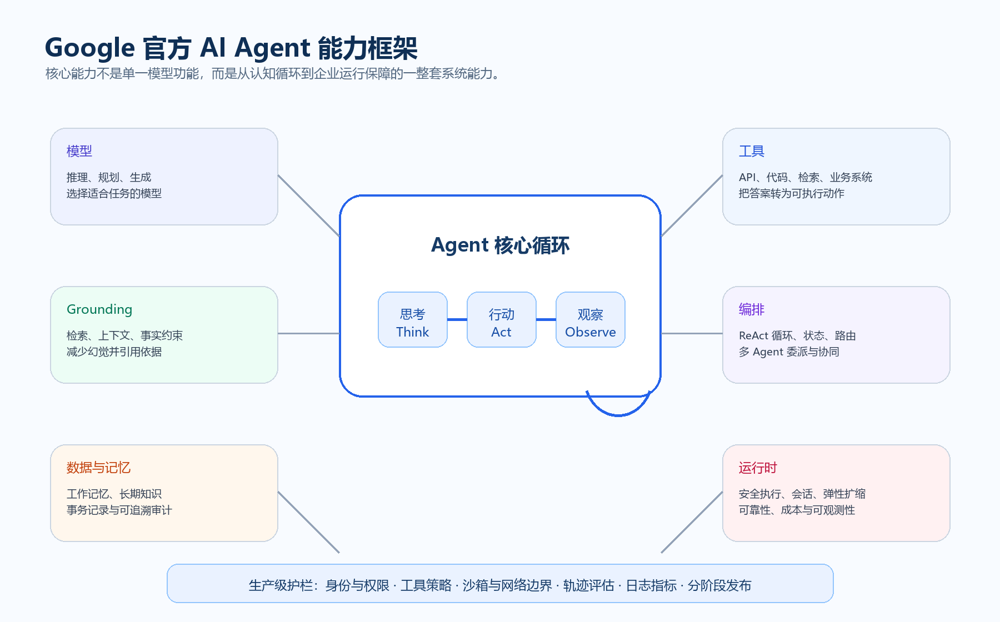 Google 官方 AI Agent 能力框架
核心能力不是单一模型功能，而是从认知循环到企业运行保障的一整套系统能力。
模型
推理、规划、生成
选择适合任务的模型
工具
API、代码、检索、业务系统
把答案转为可执行动作
Agent 核心循环
思考
Think
行动
Act
观察
Observe
Grounding
检索、上下文、事实约束
减少幻觉并引用依据
编排
ReAct 循环、状态、路由
多 Agent 委派与协同
数据与记忆
工作记忆、长期知识
事务记录与可追溯审计
运行时
安全执行、会话、弹性扩缩
可靠性、成本与可观测性
生产级护栏：身份与权限 · 工具策略 · 沙箱与网络边界 · 轨迹评估 · 日志指标 · 分阶段发布